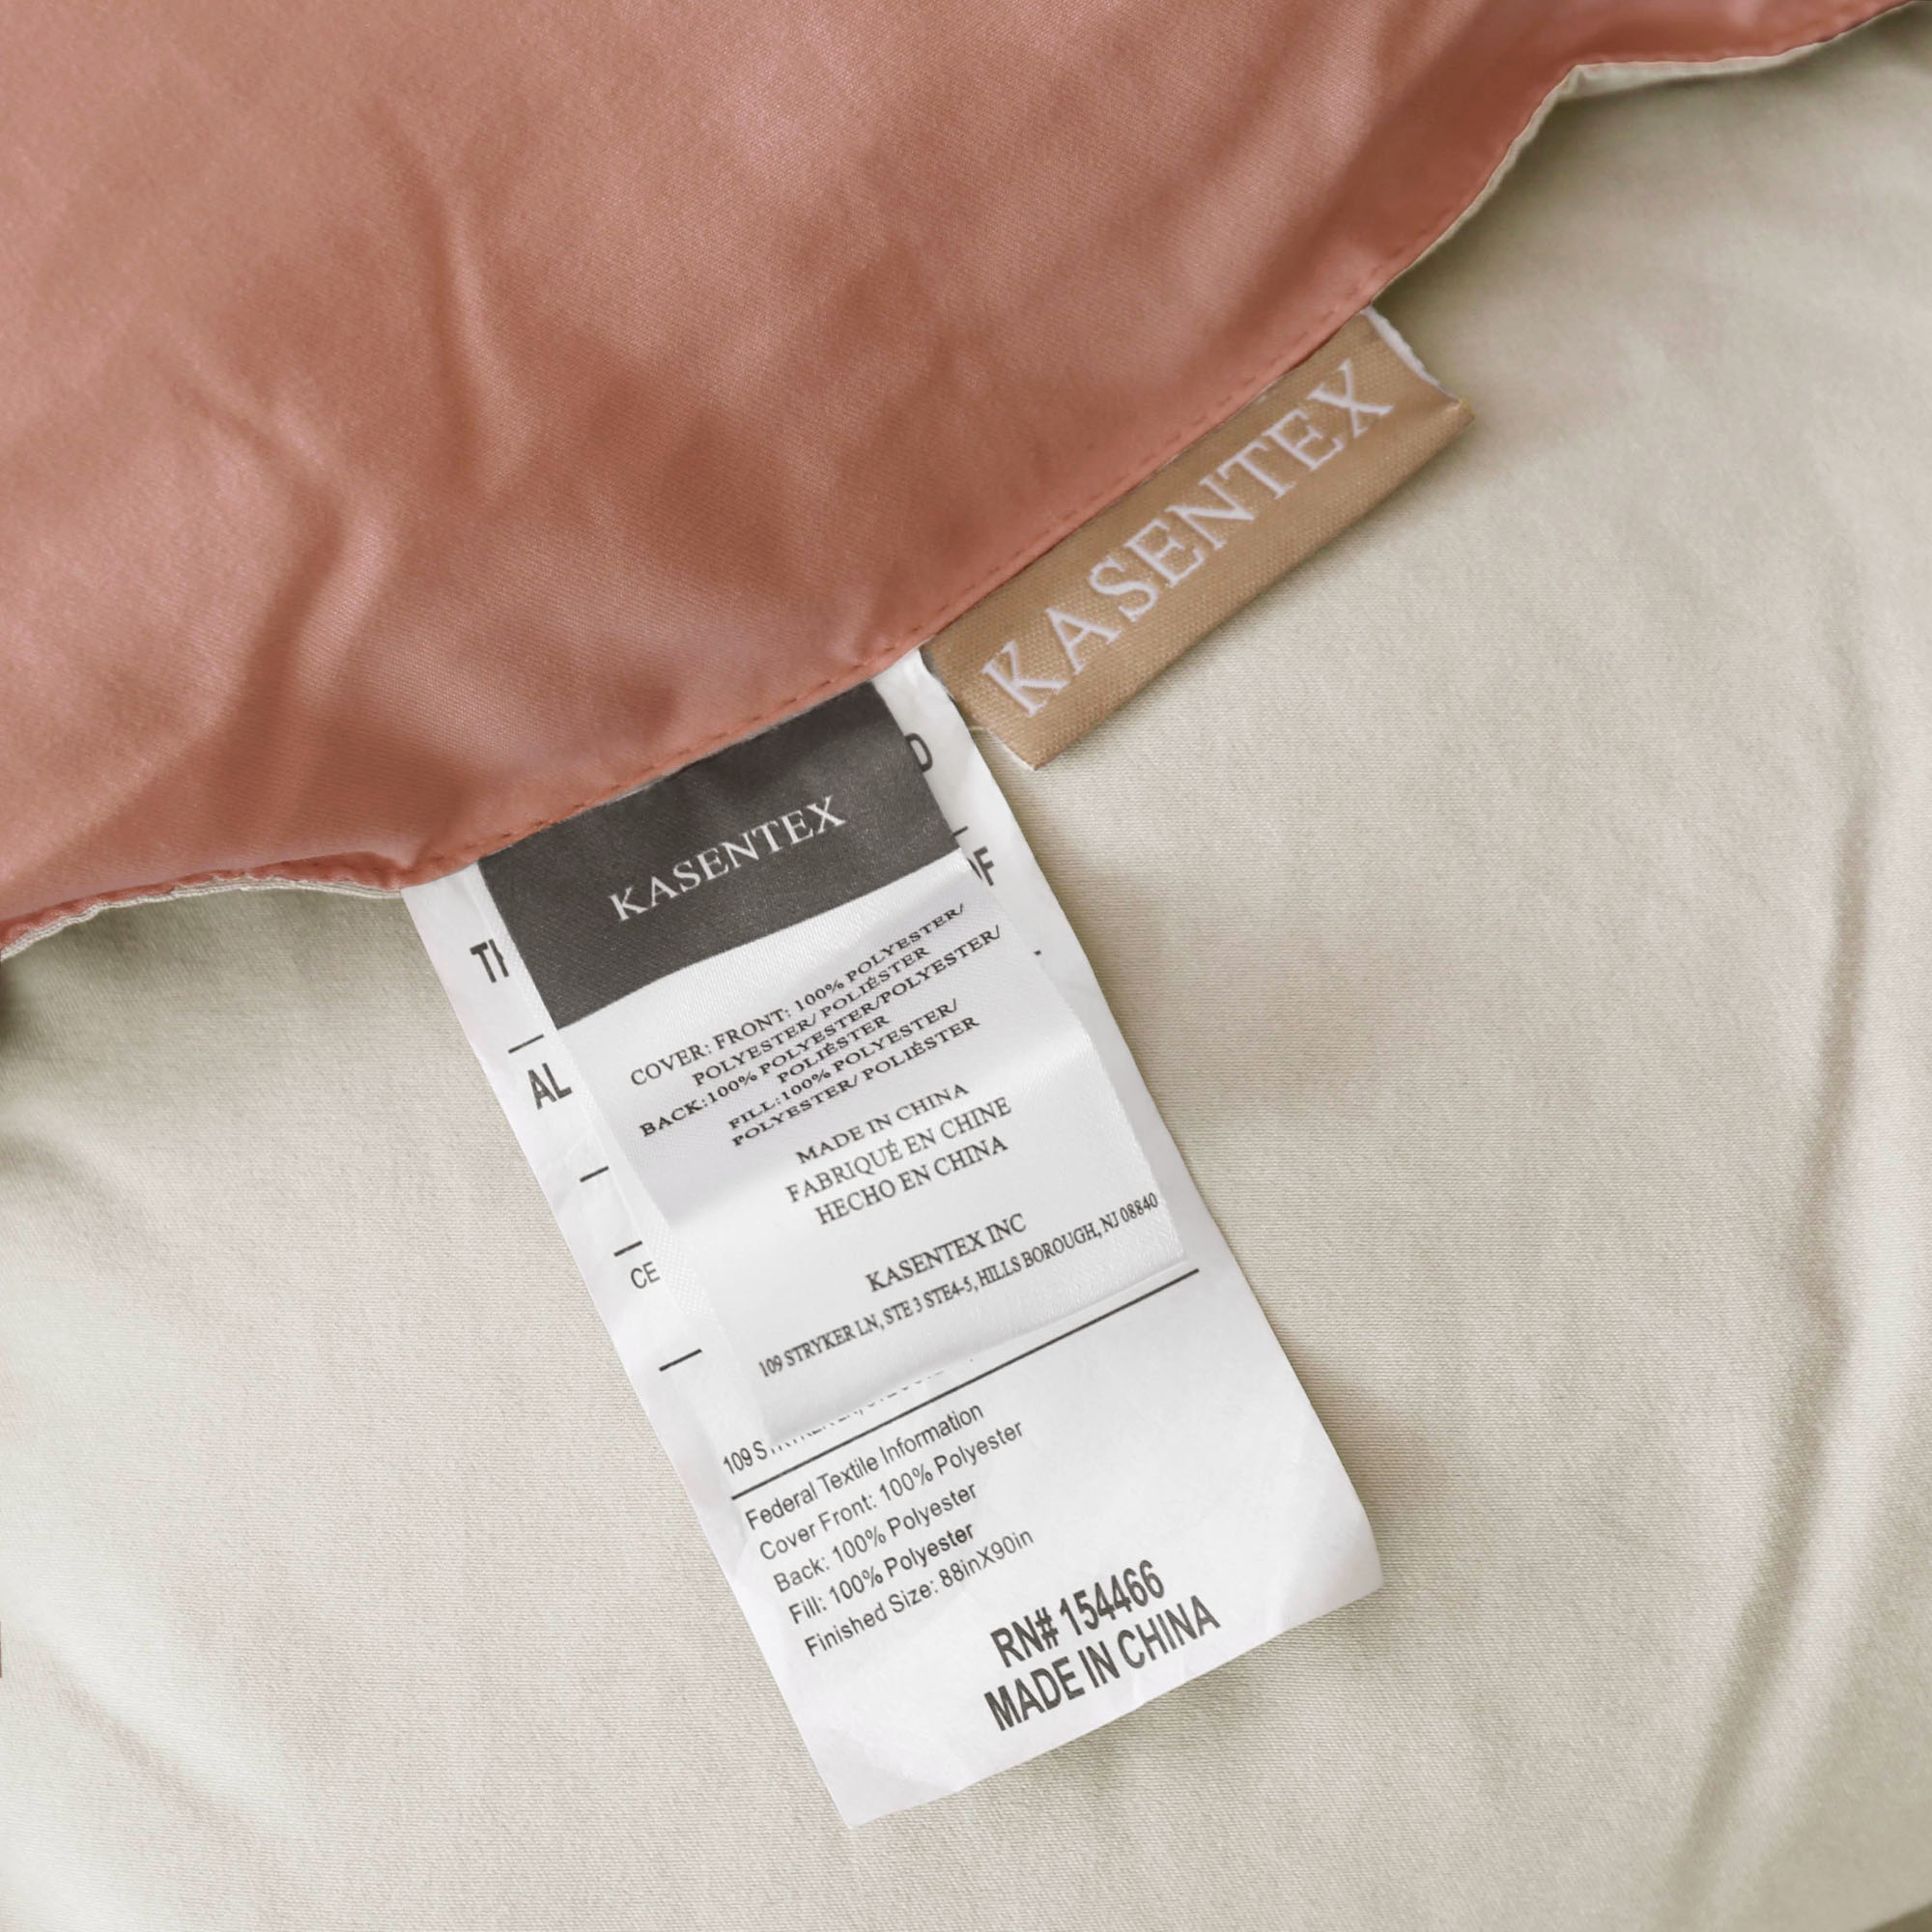 KASENTEX
KASENTEX
COVER: FRONT: 100% POLYESTER/
POLYESTER/ POLIÉSTER
BACK:100% POLYESTER/POLYESTER/
POLIÉSTER
FILL:100% POLYESTER/
POLYESTER/ POLIÉSTER
MADE IN CHINA
FABRIQUÉ EN CHINE
HECHO EN CHINA
KASENTEX INC
109 STRYKER LN, STE 3 STE4-5, HILLS BOROUGH, NJ 08840
AL
CE
109 S
Federal Textile Information
Cover Front: 100% Polyester
Back: 100% Polyester
Fill: 100% Polyester
Finished Size: 88inX90in
RN# 154466
MADE IN CHINA